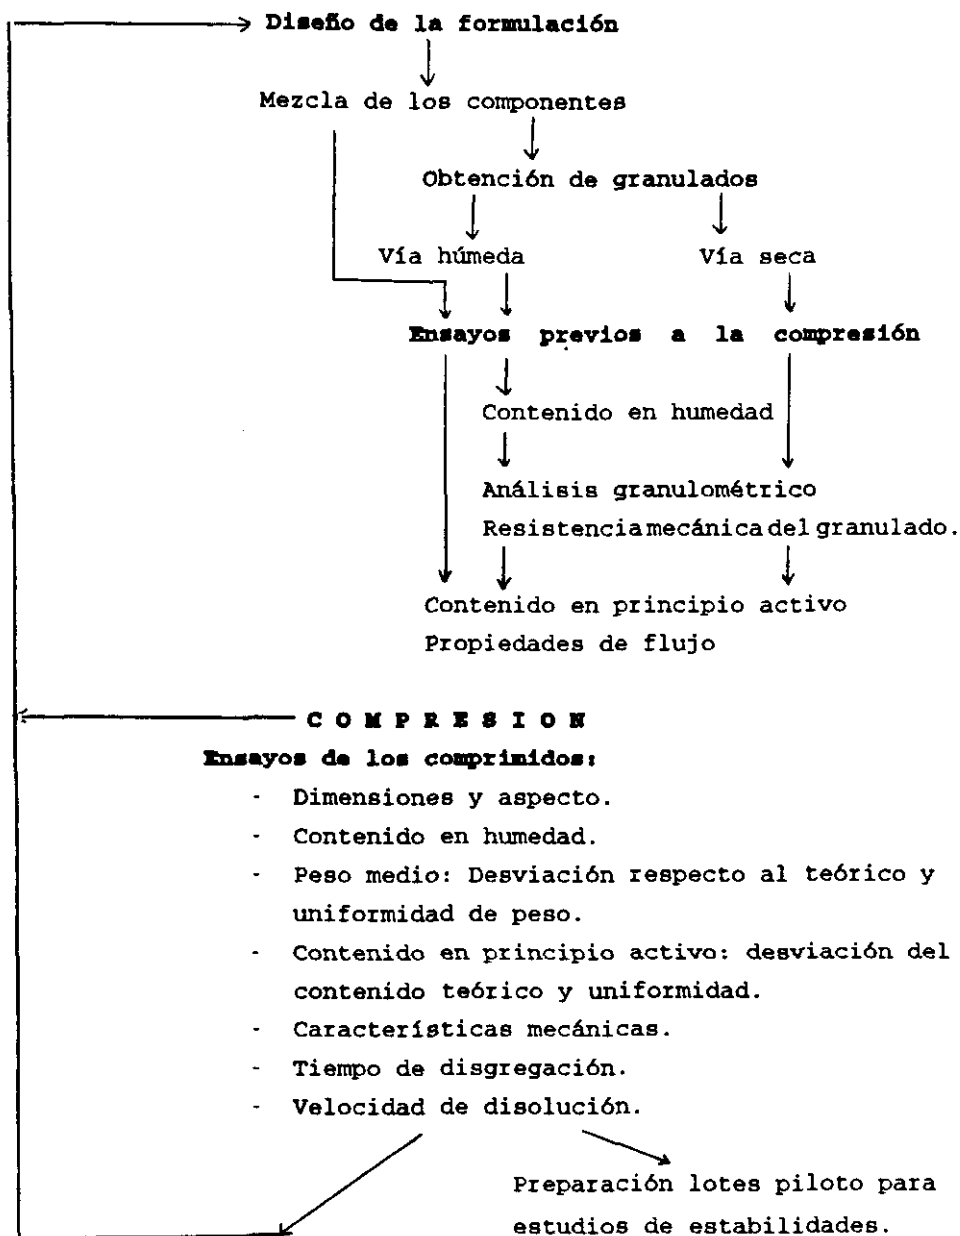 Diseño de la formulación
Mezcla de los componentes
Obtención de granulados
Vía húmeda Vía seca
Ensayos previos a la compresión
Contenido en humedad
Análisis granulométrico
Resistencia mecánica del granulado.
Contenido en principio activo
Propiedades de flujo
C O M P R E S I O N
Ensayos de los comprimidos:
- Dimensiones y aspecto.
- Contenido en humedad.
- Peso medio: Desviación respecto al teórico y
uniformidad de peso.
- Contenido en principio activo: desviación del
contenido teórico y uniformidad.
- Características mecánicas.
- Tiempo de disgregación.
- Velocidad de disolución.
Preparación lotes piloto para
estudios de estabilidades.